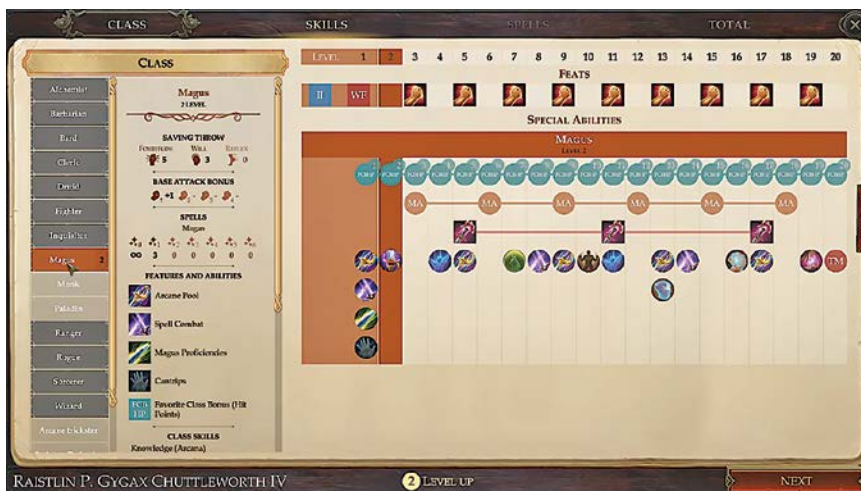 CLASS
SKILLS
SPELLS
TOTAL
CLASS
Alchemist
Barbarian
Bard
Cleric
Druid
Fighter
Inquisitor
Magus 2
Monk
Paladin
Ranger
Rogue
Sorcerer
Wizard
Arcane trickster
Magus
2 LEVEL
SAVING THROW
FORTITUDE WILL REFLEX
5 3 0
BASE ATTACK BONUS
+1 - - -
SPELLS
Magus
∞ 3 0 0 0 0 0
FEATURES AND ABILITIES
Arcane Pool
Spell Combat
Magus Proficiencies
Cantrips
FCB HP
Favorite Class Bonus (Hit
Points)
CLASS SKILLS
Knowledge (Arcana)
LEVEL 1 2 3 4 5 6 7 8 9 10 11 12 13 14 15 16 17 18 19 20
FEATS
II WF
SPECIAL ABILITIES
MAGUS
LEVEL 2
MA MA MA MA MA MA
TM
RAISTLIN P. GYGAX CHUTTLEWORTH IV
2 LEVEL UP
NEXT